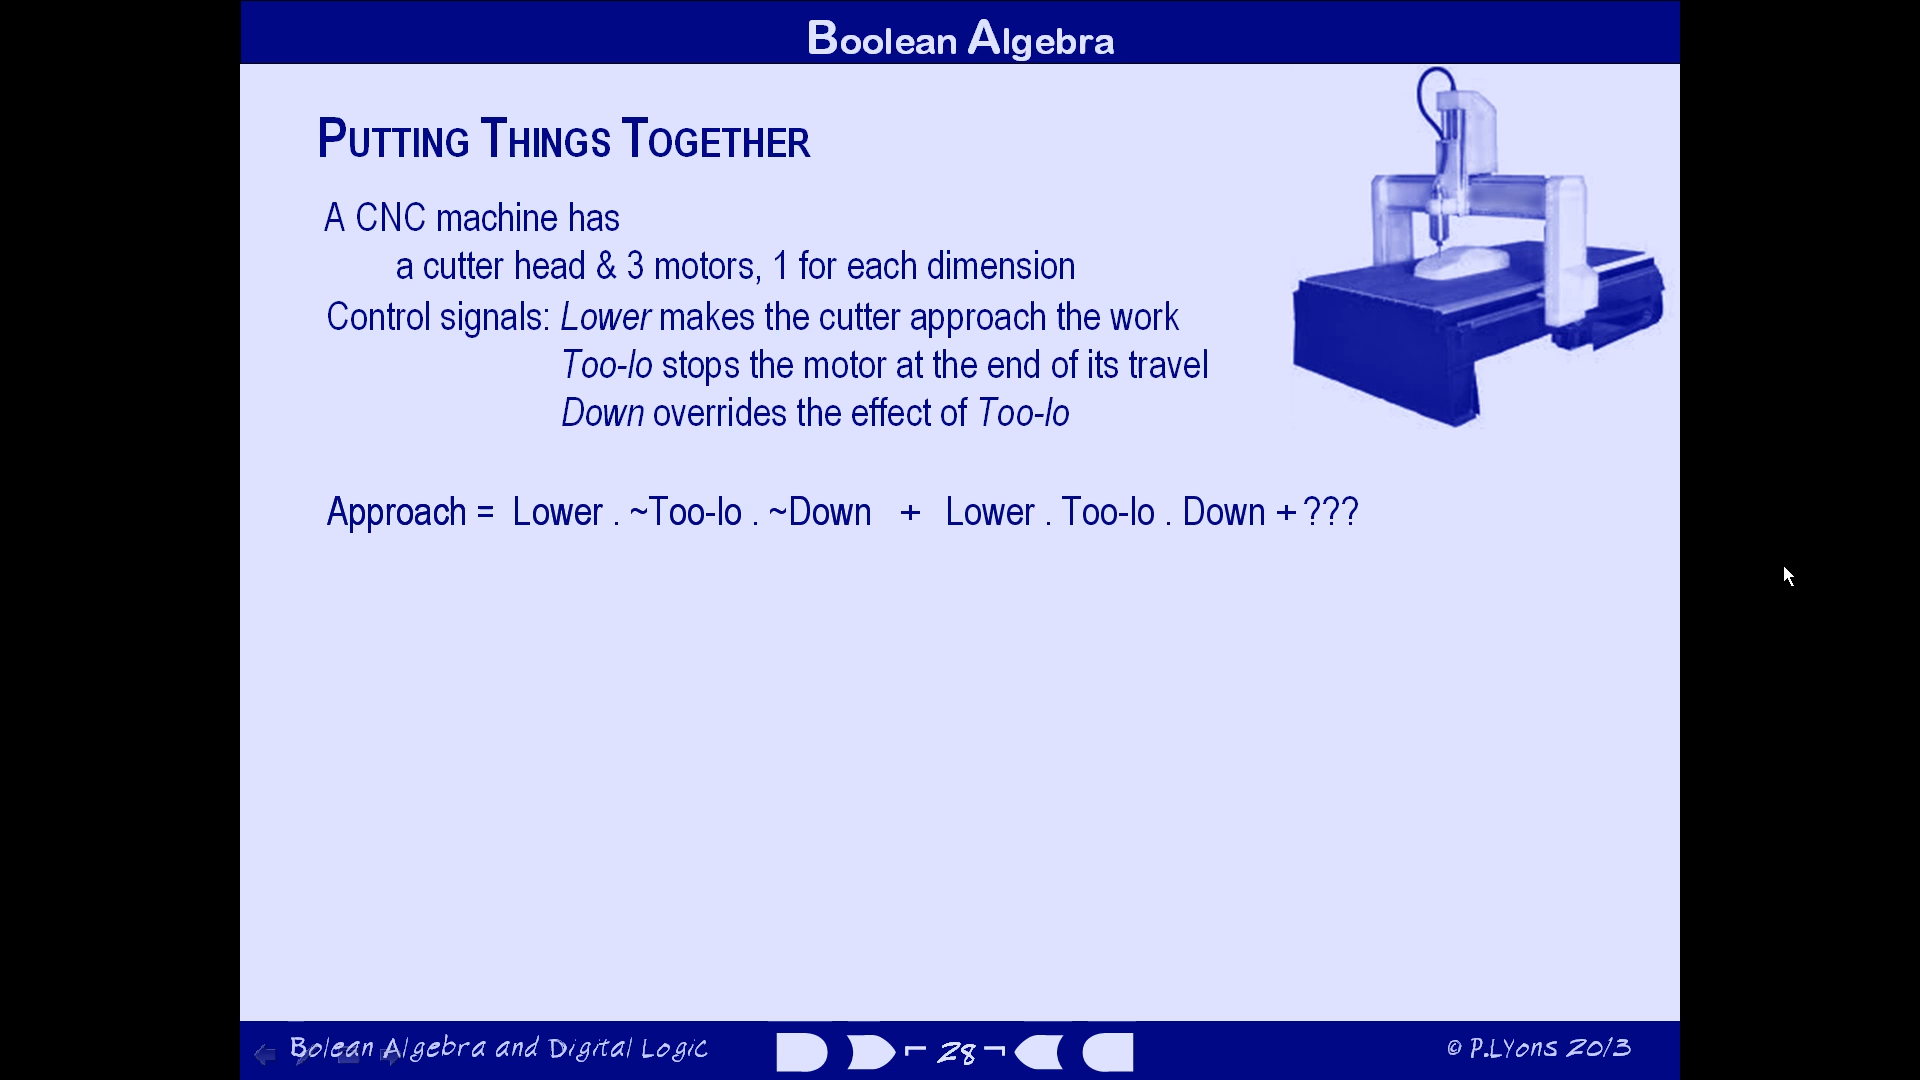 Boolean Algebra
PUTTING THINGS TOGETHER
A CNC machine has
a cutter head & 3 motors, 1 for each dimension
Control signals: Lower makes the cutter approach the work
Too-lo stops the motor at the end of its travel
Down overrides the effect of Too-lo
Approach = Lower . ~Too-lo . ~Down + Lower . Too-lo . Down + ???
Bolean Algebra and Digital Logic
¬ 28 ¬
© P.LYons 2013